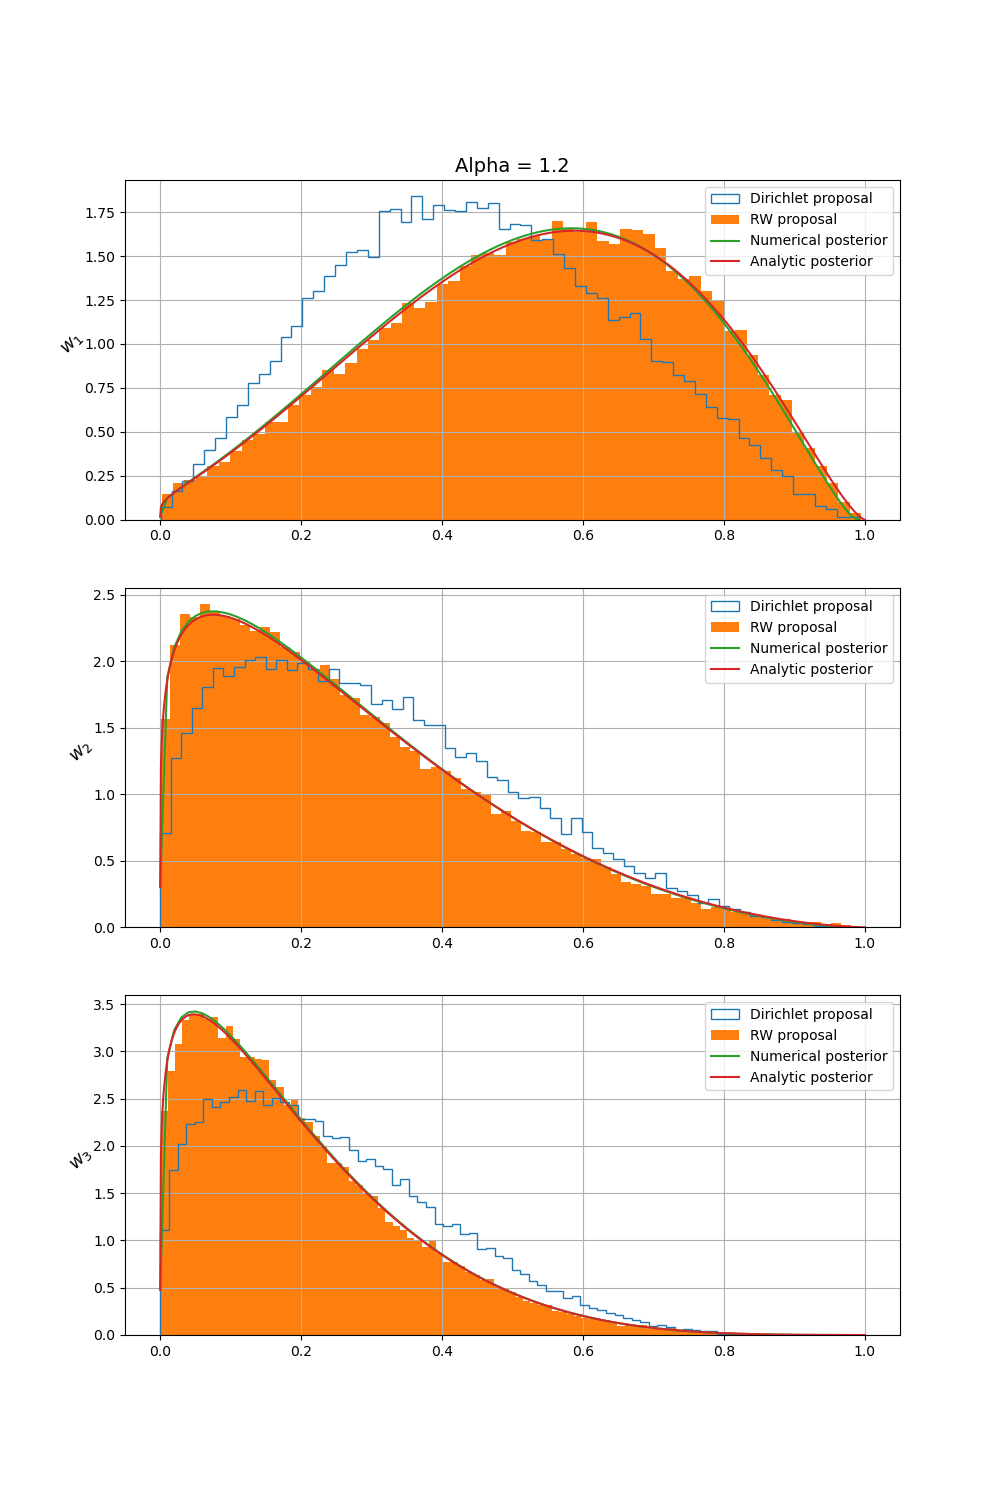 Alpha = 1.2
Dirichlet proposal
RW proposal
Numerical posterior
Analytic posterior
w₁
1.75
1.50
1.25
1.00
0.75
0.50
0.25
0.00
0.0 0.2 0.4 0.6 0.8 1.0
Dirichlet proposal
RW proposal
Numerical posterior
Analytic posterior
w₂
2.5
2.0
1.5
1.0
0.5
0.0
0.0 0.2 0.4 0.6 0.8 1.0
Dirichlet proposal
RW proposal
Numerical posterior
Analytic posterior
w₃
3.5
3.0
2.5
2.0
1.5
1.0
0.5
0.0
0.0 0.2 0.4 0.6 0.8 1.0